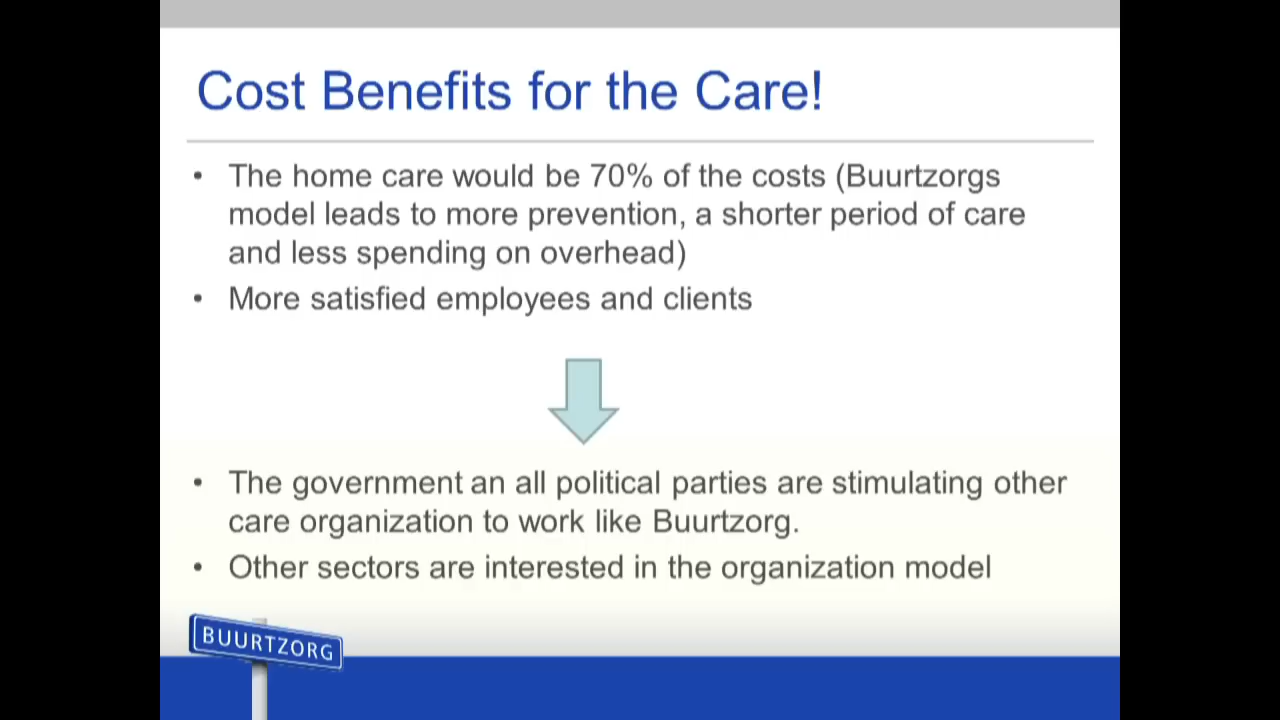 Cost Benefits for the Care!
• The home care would be 70% of the costs (Buurtzorgs
model leads to more prevention, a shorter period of care
and less spending on overhead)
• More satisfied employees and clients
• The government an all political parties are stimulating other
care organization to work like Buurtzorg.
• Other sectors are interested in the organization model
BUURTZORG